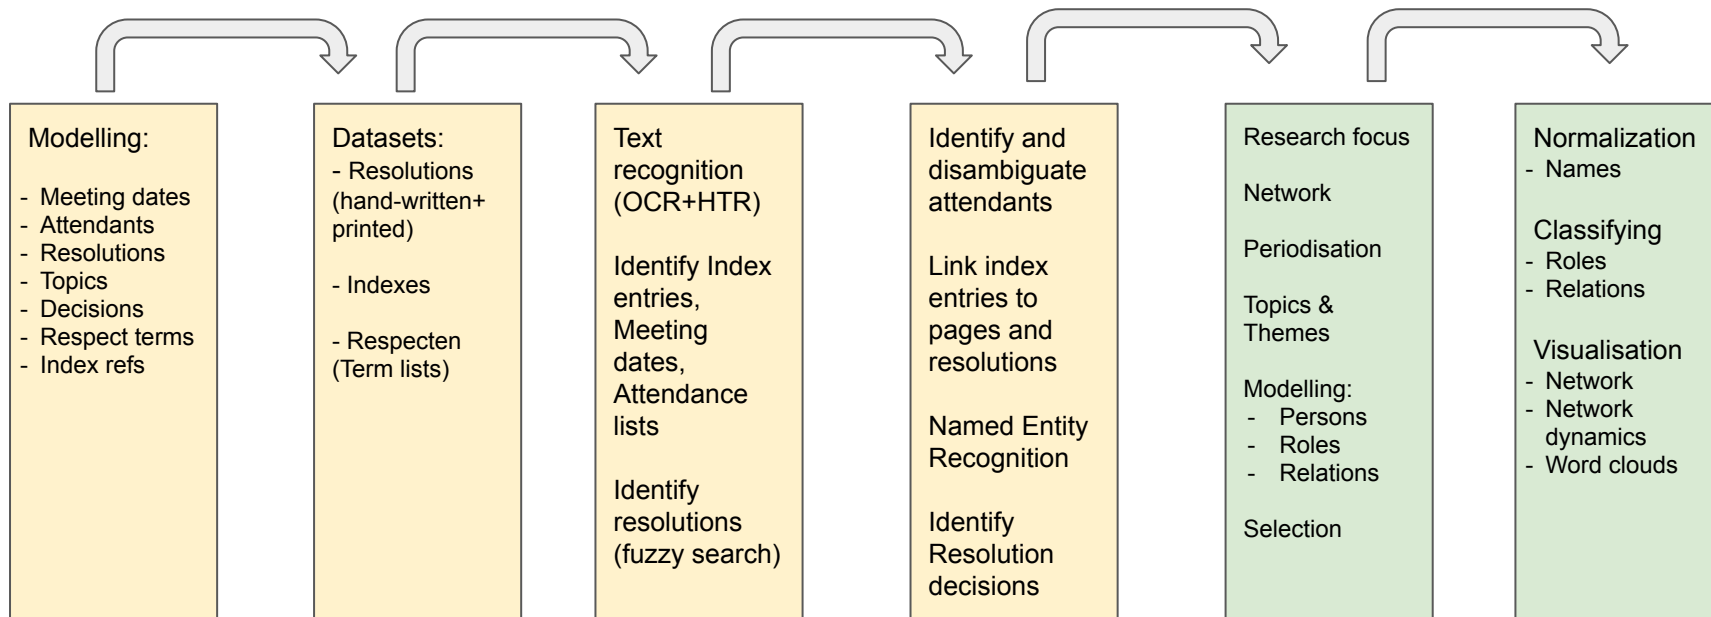 Modelling:
- Meeting dates
- Attendants
- Resolutions
- Topics
- Decisions
- Respect terms
- Index refs
Datasets:
- Resolutions
(hand-written+
printed)
- Indexes
- Respecten
(Term lists)
Text
recognition
(OCR+HTR)
Identify Index
entries,
Meeting
dates,
Attendance
lists
Identify
resolutions
(fuzzy search)
Identify and
disambiguate
attendants
Link index
entries to
pages and
resolutions
Named Entity
Recognition
Identify
Resolution
decisions
Research focus
Network
Periodisation
Topics &
Themes
Modelling:
- Persons
- Roles
- Relations
Selection
Normalization
- Names
Classifying
- Roles
- Relations
Visualisation
- Network
- Network
dynamics
- Word clouds